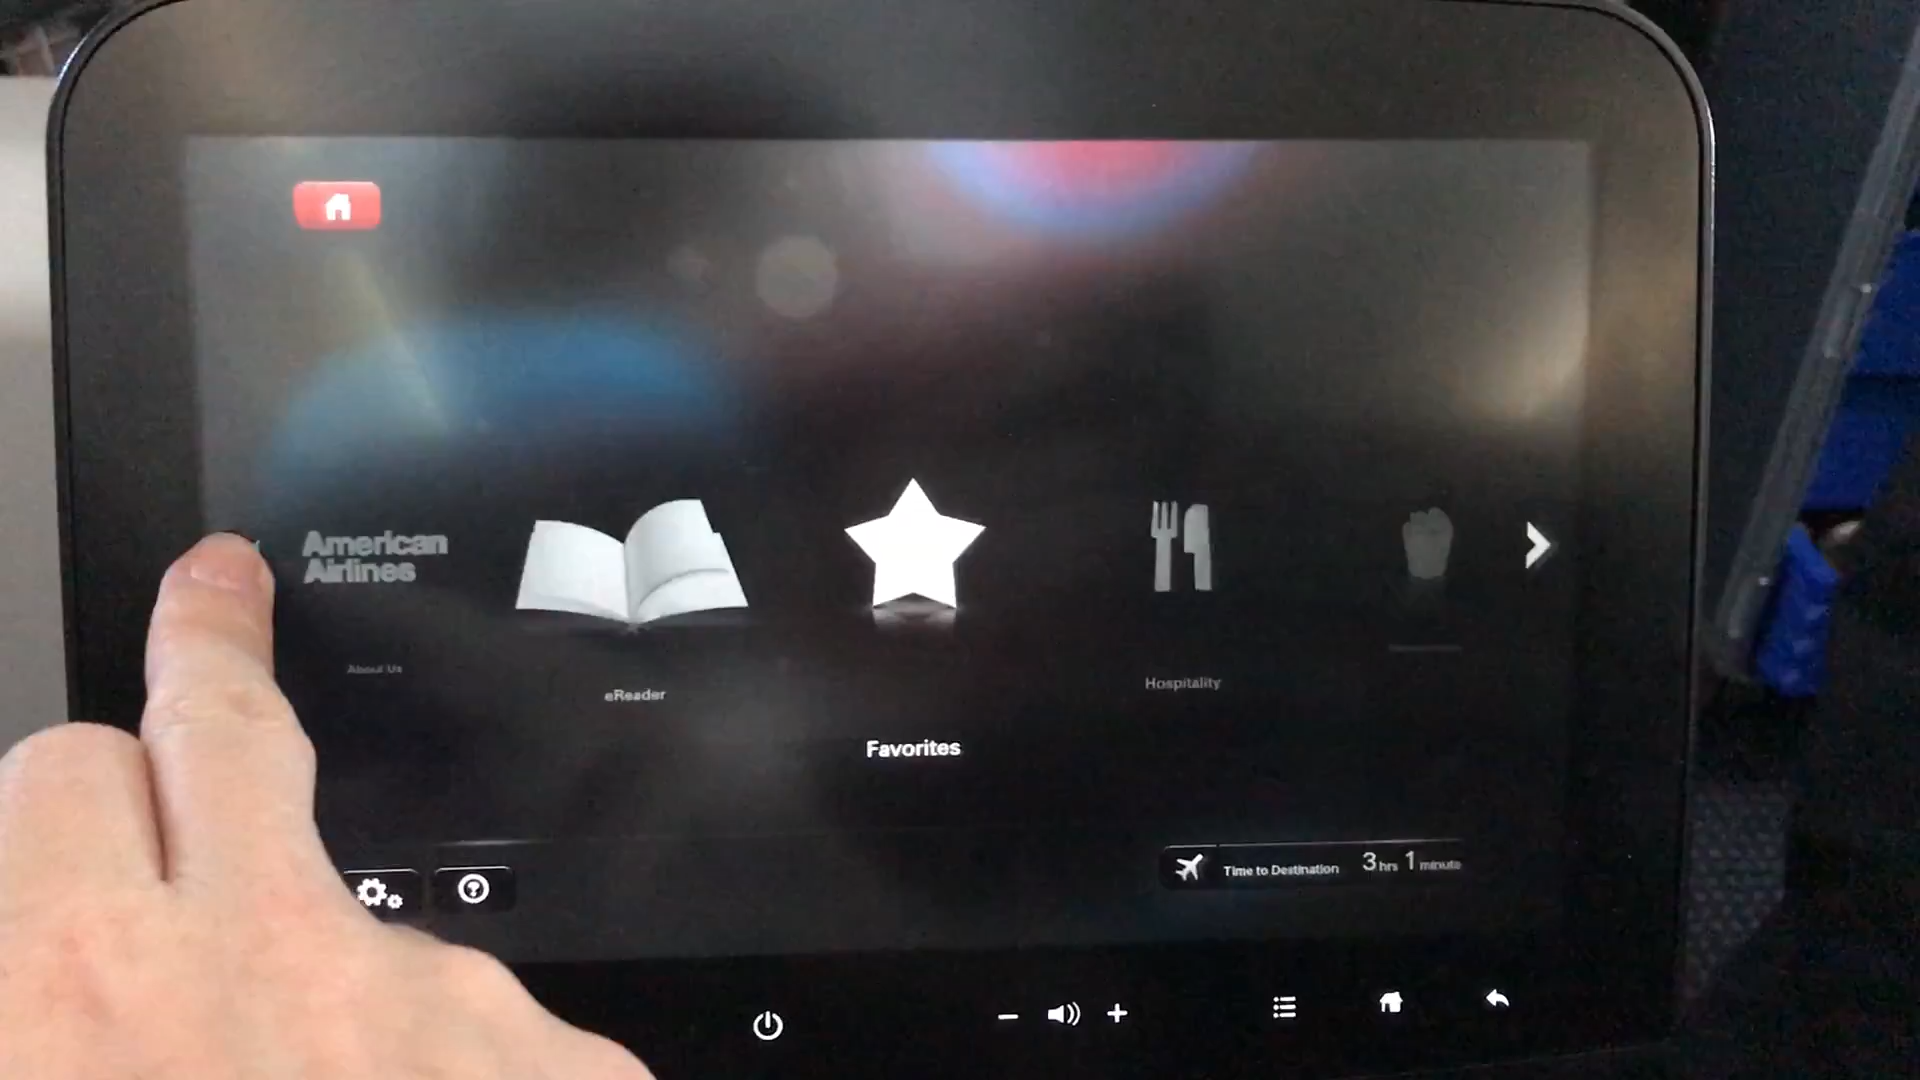 American
Airlines
About Us
eReader
Favorites
Hospitality
Time to Destination 3 hrs 1 minute